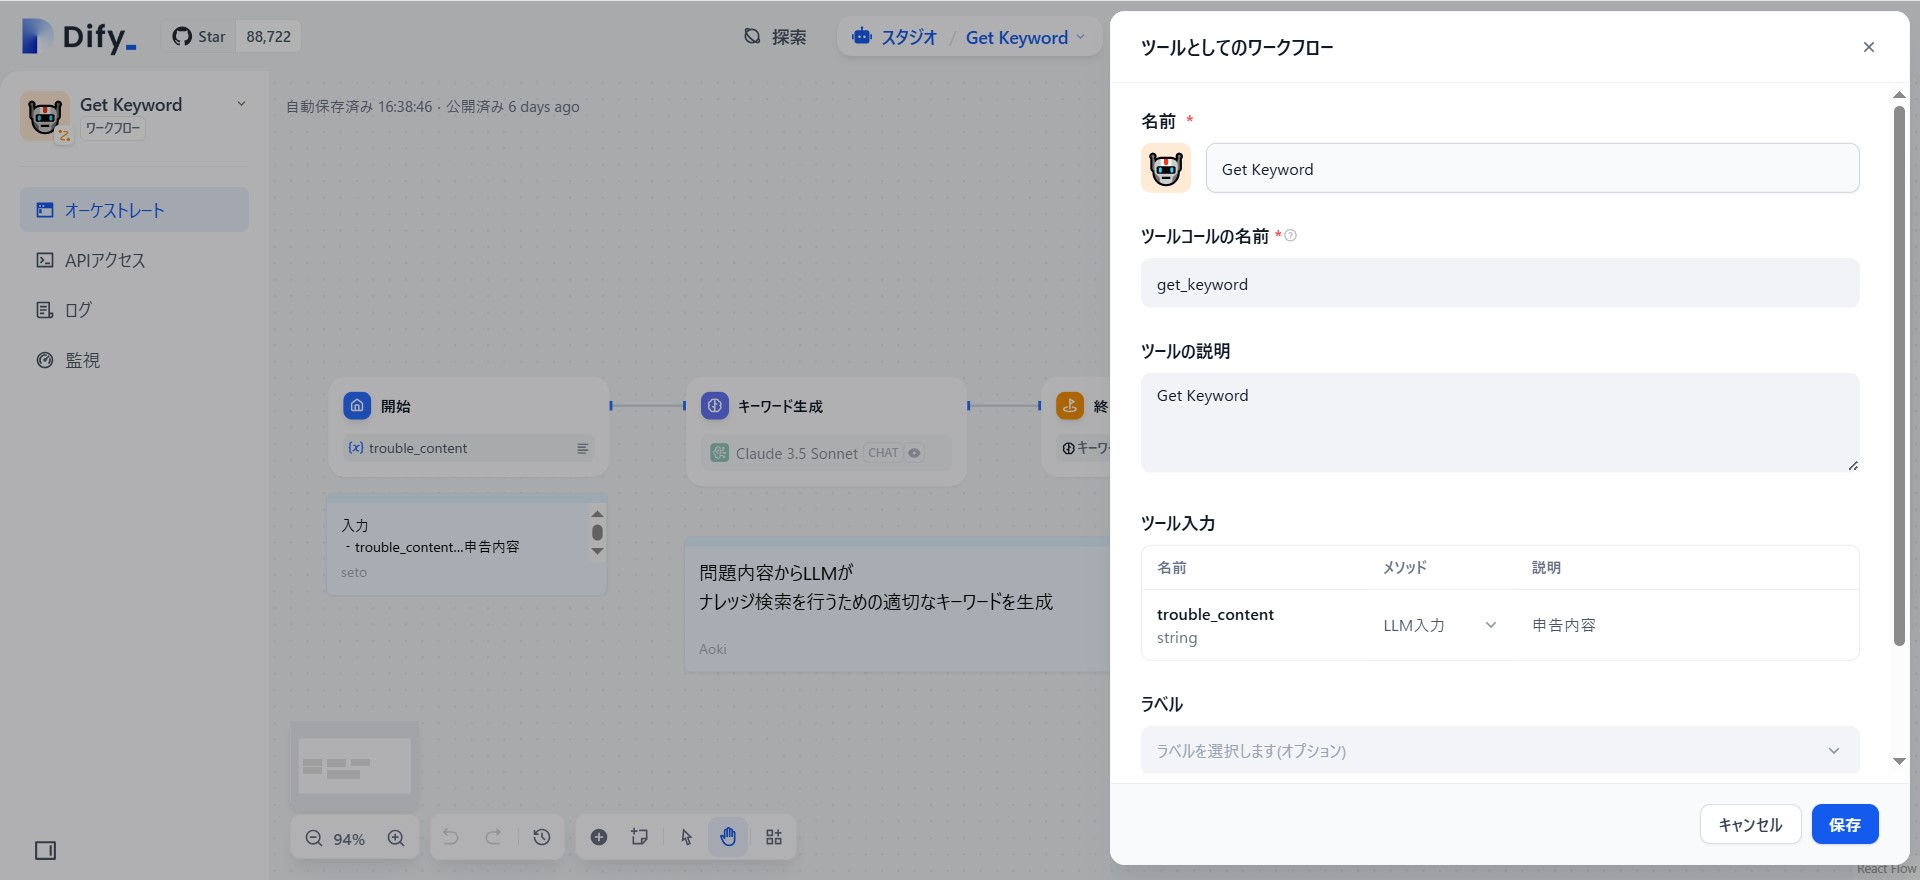 Dify_
Star 88,722
探索
スタジオ / Get Keyword
Get Keyword
ワークフロー
オーケストレート
APIアクセス
ログ
監視
自動保存済み 16:38:46 · 公開済み 6 days ago
開始
{x} trouble_content
入力
- trouble_content...申告内容
seto
キーワード生成
Claude 3.5 Sonnet CHAT
問題内容からLLMが
ナレッジ検索を行うための適切なキーワードを生成
Aoki
終
キーワ
94%
ツールとしてのワークフロー
名前 *
Get Keyword
ツールコールの名前 *
get_keyword
ツールの説明
Get Keyword
ツール入力
名前 メソッド 説明
trouble_content
string
LLM入力
申告内容
ラベル
ラベルを選択します(オプション)
キャンセル
保存
React Flow